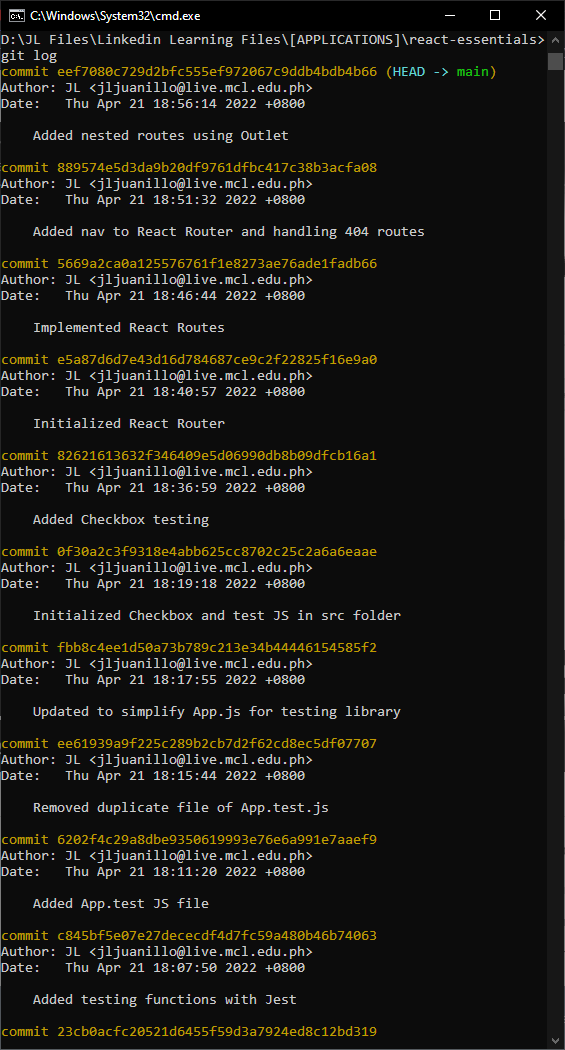 C:\Windows\System32\cmd.exe
D:\JL Files\Linkedin Learning Files\[APPLICATIONS]\react-essentials>
git log
commit eef7080c729d2bfc555ef972067c9ddb4bdb4b66 (HEAD -> main)
Author: JL <jljuanillo@live.mcl.edu.ph>
Date:   Thu Apr 21 18:56:14 2022 +0800
    Added nested routes using Outlet
commit 889574e5d3da9b20df9761dfbc417c38b3acfa08
Author: JL <jljuanillo@live.mcl.edu.ph>
Date:   Thu Apr 21 18:51:32 2022 +0800
    Added nav to React Router and handling 404 routes
commit 5669a2ca0a125576761f1e8273ae76ade1fadb66
Author: JL <jljuanillo@live.mcl.edu.ph>
Date:   Thu Apr 21 18:46:44 2022 +0800
    Implemented React Routes
commit e5a87d6d7e43d16d784687ce9c2f22825f16e9a0
Author: JL <jljuanillo@live.mcl.edu.ph>
Date:   Thu Apr 21 18:40:57 2022 +0800
    Initialized React Router
commit 82621613632f346409e5d06990db8b09dfcb16a1
Author: JL <jljuanillo@live.mcl.edu.ph>
Date:   Thu Apr 21 18:36:59 2022 +0800
    Added Checkbox testing
commit 0f30a2c3f9318e4abb625cc8702c25c2a6a6eaae
Author: JL <jljuanillo@live.mcl.edu.ph>
Date:   Thu Apr 21 18:19:18 2022 +0800
    Initialized Checkbox and test JS in src folder
commit fbb8c4ee1d50a73b789c213e34b44446154585f2
Author: JL <jljuanillo@live.mcl.edu.ph>
Date:   Thu Apr 21 18:17:55 2022 +0800
    Updated to simplify App.js for testing library
commit ee61939a9f225c289b2cb7d2f62cd8ec5df07707
Author: JL <jljuanillo@live.mcl.edu.ph>
Date:   Thu Apr 21 18:15:44 2022 +0800
    Removed duplicate file of App.test.js
commit 6202f4c29a8dbe9350619993e76e6a991e7aaef9
Author: JL <jljuanillo@live.mcl.edu.ph>
Date:   Thu Apr 21 18:11:20 2022 +0800
    Added App.test JS file
commit c845bf5e07e27dececdf4d7fc59a480b46b74063
Author: JL <jljuanillo@live.mcl.edu.ph>
Date:   Thu Apr 21 18:07:50 2022 +0800
    Added testing functions with Jest
commit 23cb0acfc20521d6455f59d3a7924ed8c12bd319